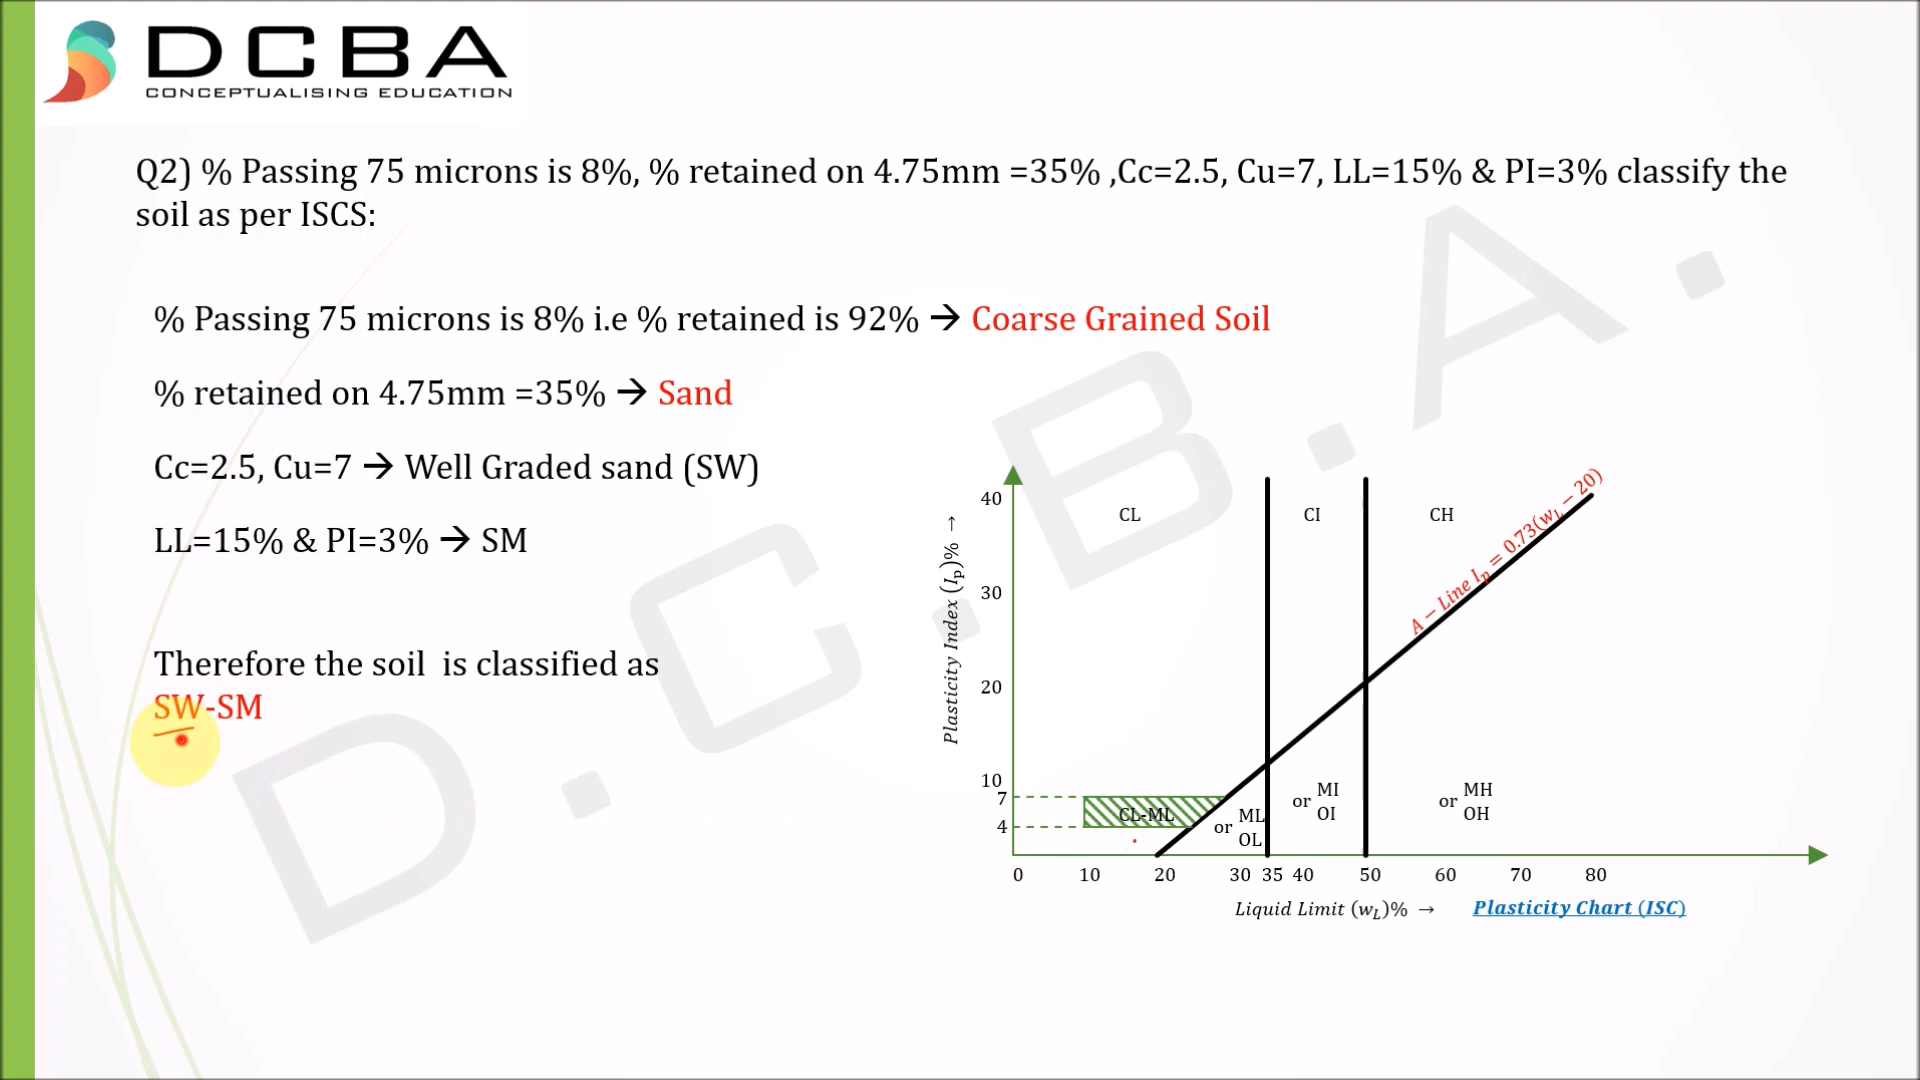 DCBA
CONCEPTUALISING EDUCATION
Q2) % Passing 75 microns is 8%, % retained on 4.75mm =35% ,Cc=2.5, Cu=7, LL=15% & PI=3% classify the
soil as per ISCS:
% Passing 75 microns is 8% i.e % retained is 92% → Coarse Grained Soil
% retained on 4.75mm =35% → Sand
Cc=2.5, Cu=7 → Well Graded sand (SW)
LL=15% & PI=3% → SM
Therefore the soil is classified as
SW-SM
D.C.B.A.
Plasticity Index (Iₚ)% →
40
30
20
10
7
4
CL
CI
CH
A − Line Iₚ = 0.73(w_L − 20)
CL-ML
or ML
OL
or MI
OI
or MH
OH
0 10 20 30 35 40 50 60 70 80
Liquid Limit (w_L)% → Plasticity Chart (ISC)